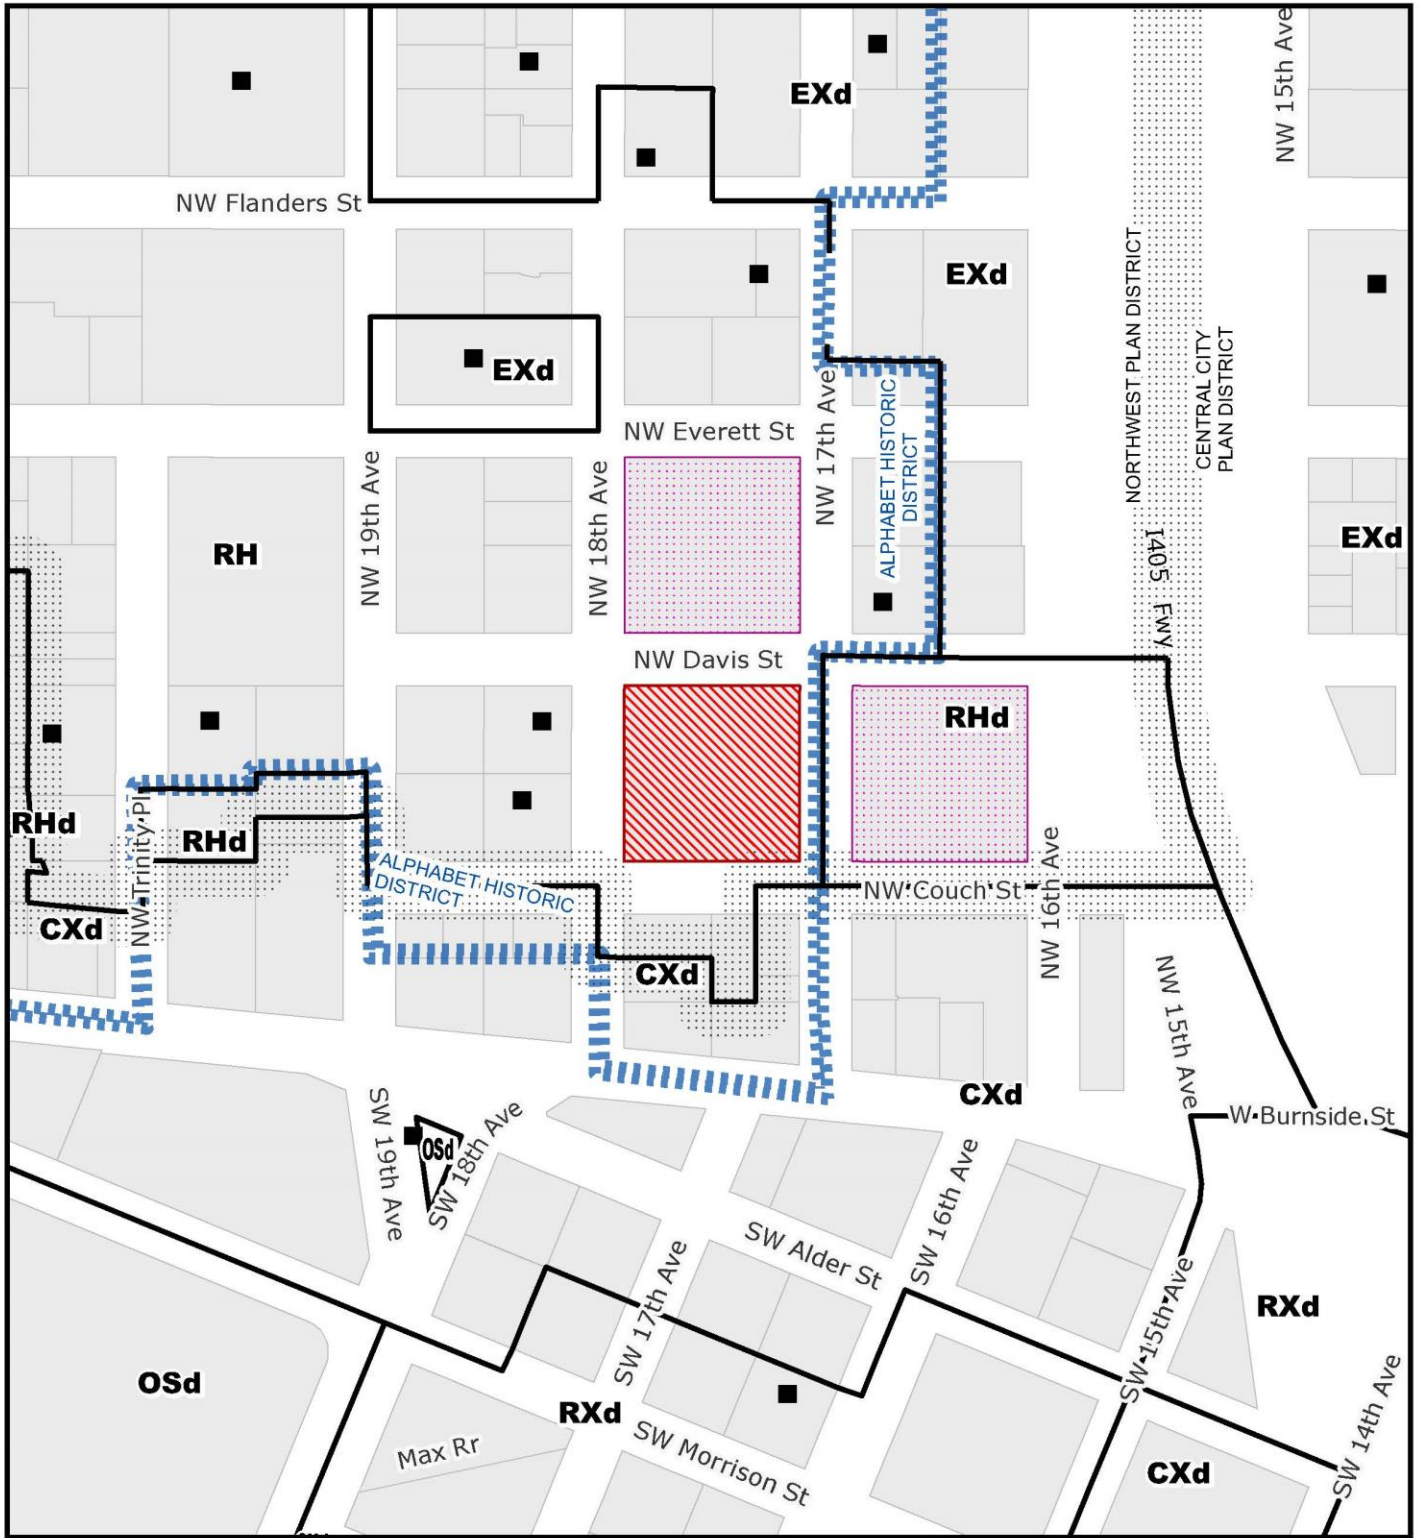 NW 15th Ave
EXd
NW Flanders St
EXd
NORTHWEST PLAN DISTRICT
CENTRAL CITY
PLAN DISTRICT
EXd
NW Everett St
NW 17th Ave
ALPHABET HISTORIC
DISTRICT
NW 19th Ave
NW 18th Ave
RH
EXd
I405 FWY
NW Davis St
RHd
RHd
RHd
NW Trinity Pl
ALPHABET HISTORIC
DISTRICT
NW Couch St
NW 16th Ave
CXd
CXd
NW 15th Ave
CXd
W Burnside St
SW 19th Ave
OSd
SW 18th Ave
SW 16th Ave
SW Alder St
SW 17th Ave
SW 15th Ave
RXd
OSd
RXd
SW 14th Ave
Max Rr
SW Morrison St
CXd